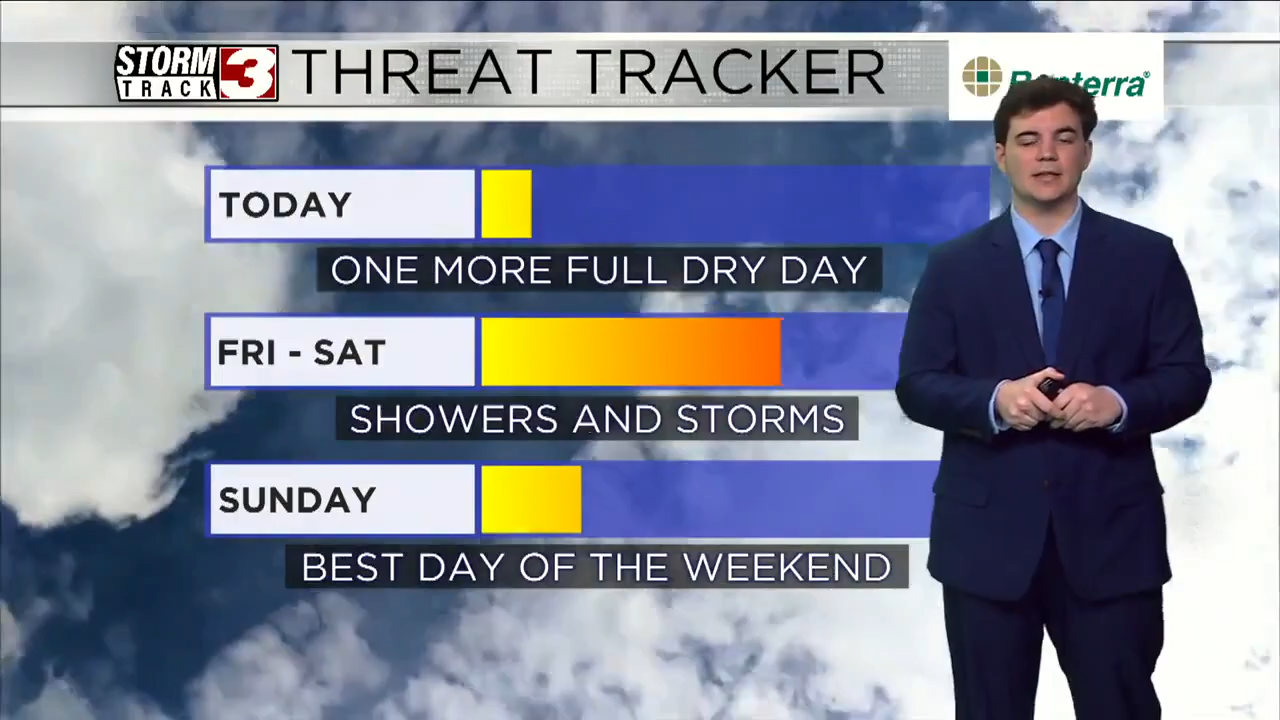 STORM TRACK 3
THREAT TRACKER
TODAY
ONE MORE FULL DRY DAY
FRI - SAT
SHOWERS AND STORMS
SUNDAY
BEST DAY OF THE WEEKEND